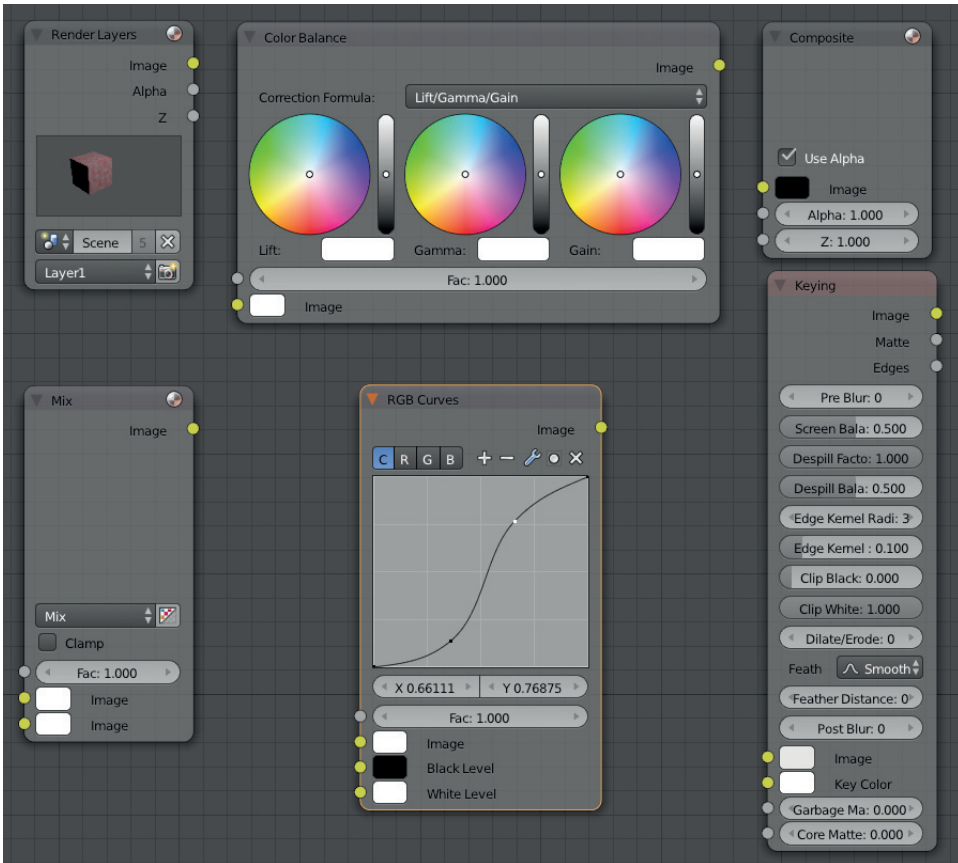 Render Layers
Image
Alpha
Z
Scene 5
Layer1
Color Balance
Image
Correction Formula: Lift/Gamma/Gain
Lift: Gamma: Gain:
Fac: 1.000
Image
Composite
Use Alpha
Image
Alpha: 1.000
Z: 1.000
Mix
Image
Mix
Clamp
Fac: 1.000
Image
Image
RGB Curves
Image
C R G B
X 0.66111 Y 0.76875
Fac: 1.000
Image
Black Level
White Level
Keying
Image
Matte
Edges
Pre Blur: 0
Screen Bala: 0.500
Despill Facto: 1.000
Despill Bala: 0.500
Edge Kernel Radi: 3
Edge Kernel : 0.100
Clip Black: 0.000
Clip White: 1.000
Dilate/Erode: 0
Feath Smooth
Feather Distance: 0
Post Blur: 0
Image
Key Color
Garbage Ma: 0.000
Core Matte: 0.000